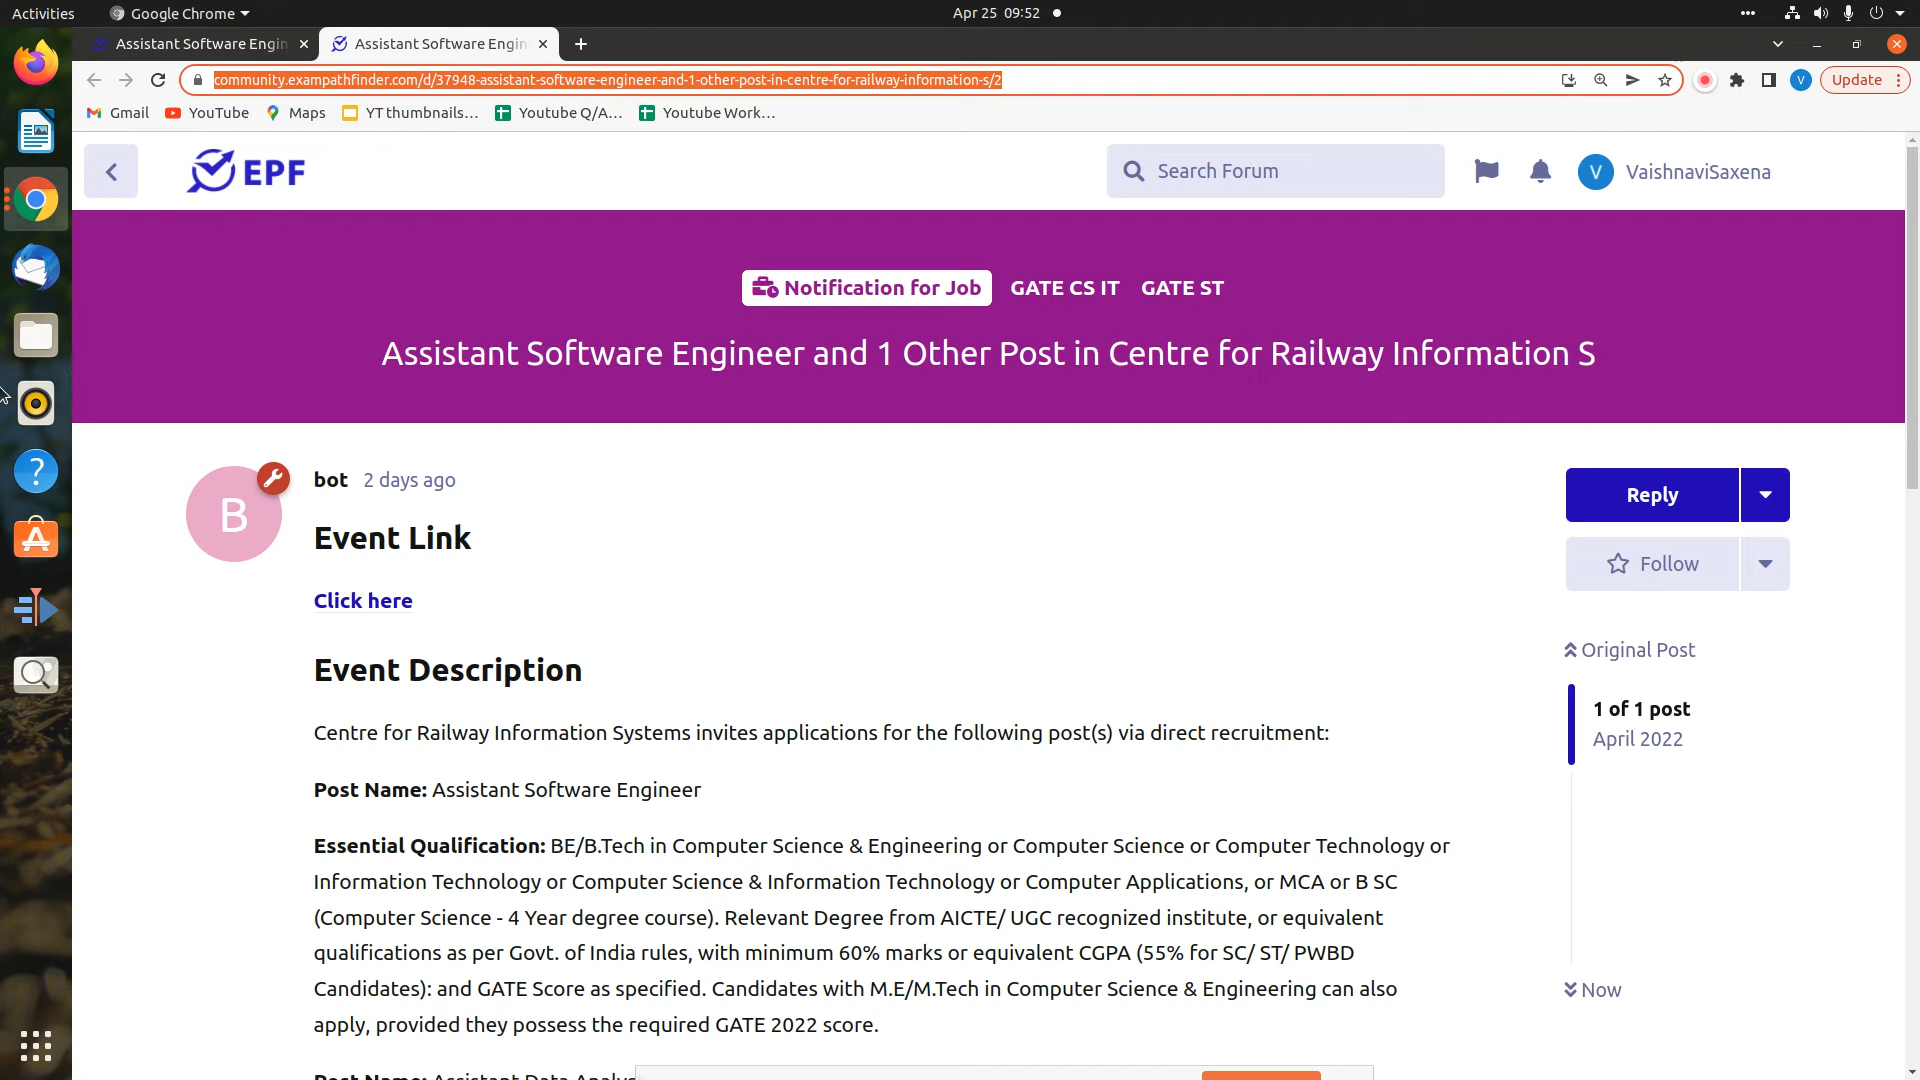 Activities
Google Chrome
Apr 25 09:52
Assistant Software Engin
Assistant Software Engin
community.exampathfinder.com/d/37948-assistant-software-engineer-and-1-other-post-in-centre-for-railway-information-s/2
V
Update
Gmail
YouTube
Maps
YT thumbnails...
Youtube Q/A...
Youtube Work...
EPF
Search Forum
V
VaishnaviSaxena
Notification for Job
GATE CS IT
GATE ST
Assistant Software Engineer and 1 Other Post in Centre for Railway Information S
B
bot 2 days ago
Reply
Event Link
Follow
Click here
Original Post
Event Description
1 of 1 post
April 2022
Centre for Railway Information Systems invites applications for the following post(s) via direct recruitment:
Post Name: Assistant Software Engineer
Essential Qualification: BE/B.Tech in Computer Science & Engineering or Computer Science or Computer Technology or
Information Technology or Computer Science & Information Technology or Computer Applications, or MCA or B SC
(Computer Science - 4 Year degree course). Relevant Degree from AICTE/ UGC recognized institute, or equivalent
qualifications as per Govt. of India rules, with minimum 60% marks or equivalent CGPA (55% for SC/ ST/ PWBD
Candidates): and GATE Score as specified. Candidates with M.E/M.Tech in Computer Science & Engineering can also
Now
apply, provided they possess the required GATE 2022 score.
Post Name: Assistant Data